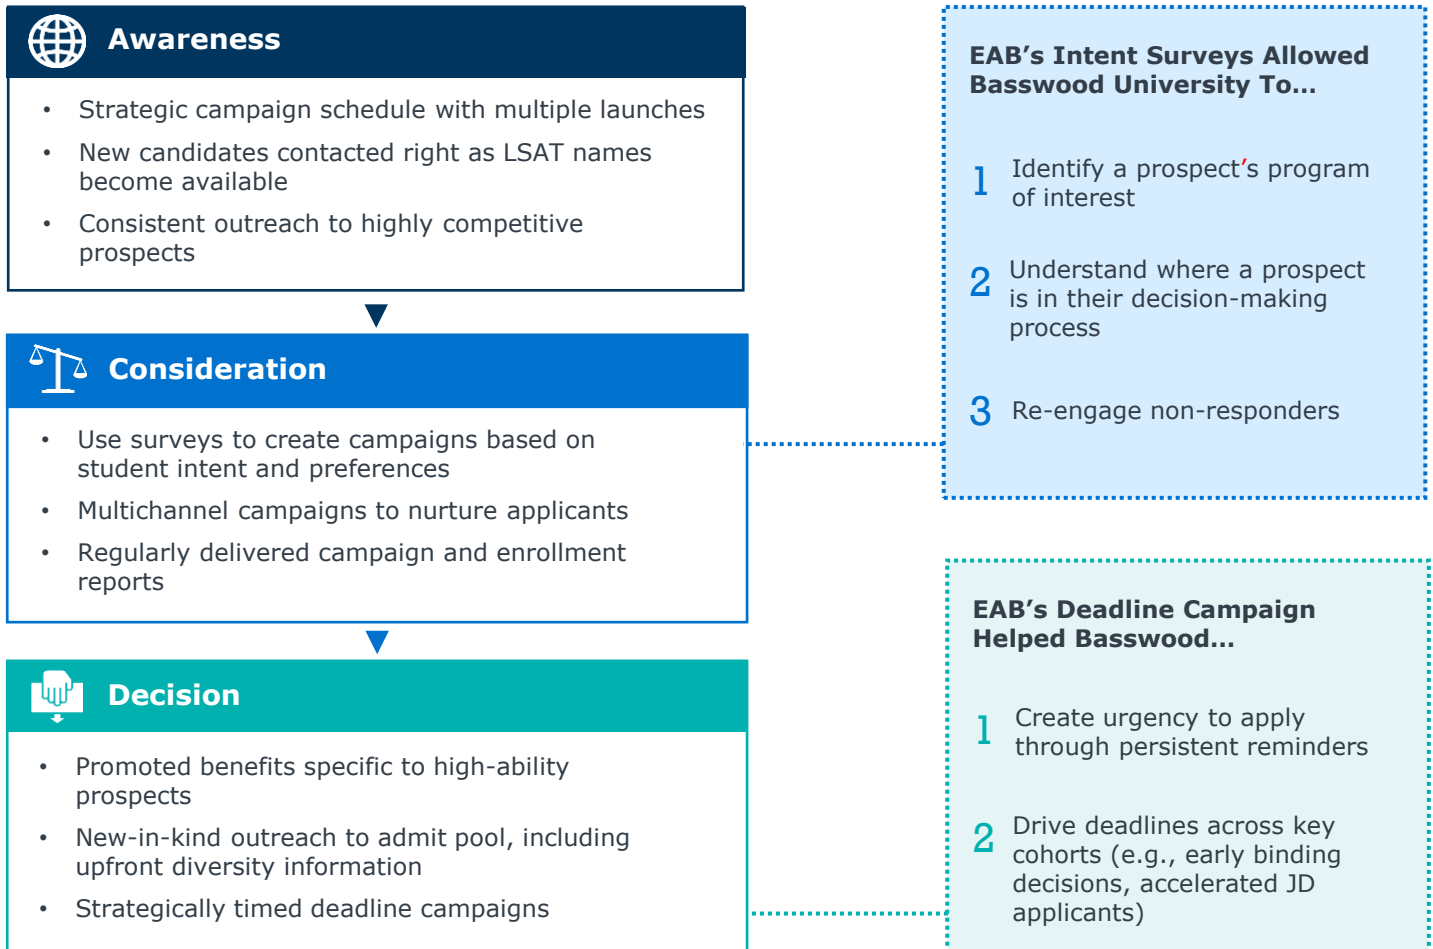 Awareness
• Strategic campaign schedule with multiple launches
• New candidates contacted right as LSAT names
become available
• Consistent outreach to highly competitive
prospects
Consideration
• Use surveys to create campaigns based on
student intent and preferences
• Multichannel campaigns to nurture applicants
• Regularly delivered campaign and enrollment
reports
Decision
• Promoted benefits specific to high-ability
prospects
• New-in-kind outreach to admit pool, including
upfront diversity information
• Strategically timed deadline campaigns
EAB’s Intent Surveys Allowed
Basswood University To…
1 Identify a prospect’s program
of interest
2 Understand where a prospect
is in their decision-making
process
3 Re-engage non-responders
EAB’s Deadline Campaign
Helped Basswood…
1 Create urgency to apply
through persistent reminders
2 Drive deadlines across key
cohorts (e.g., early binding
decisions, accelerated JD
applicants)